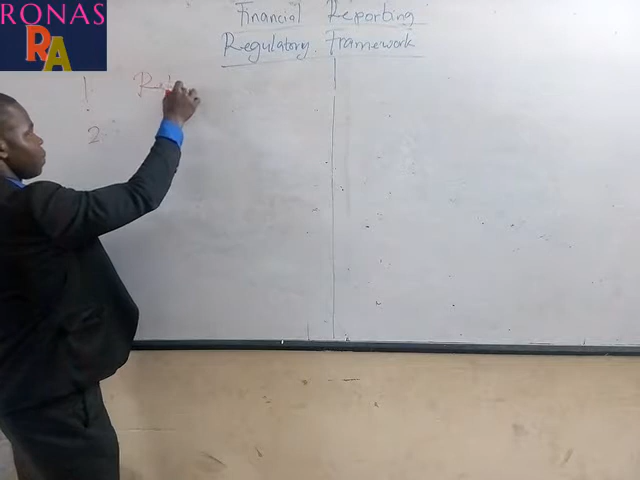 RONAS
RA
Financial Reporting
Regulatory Framework
1.
2.